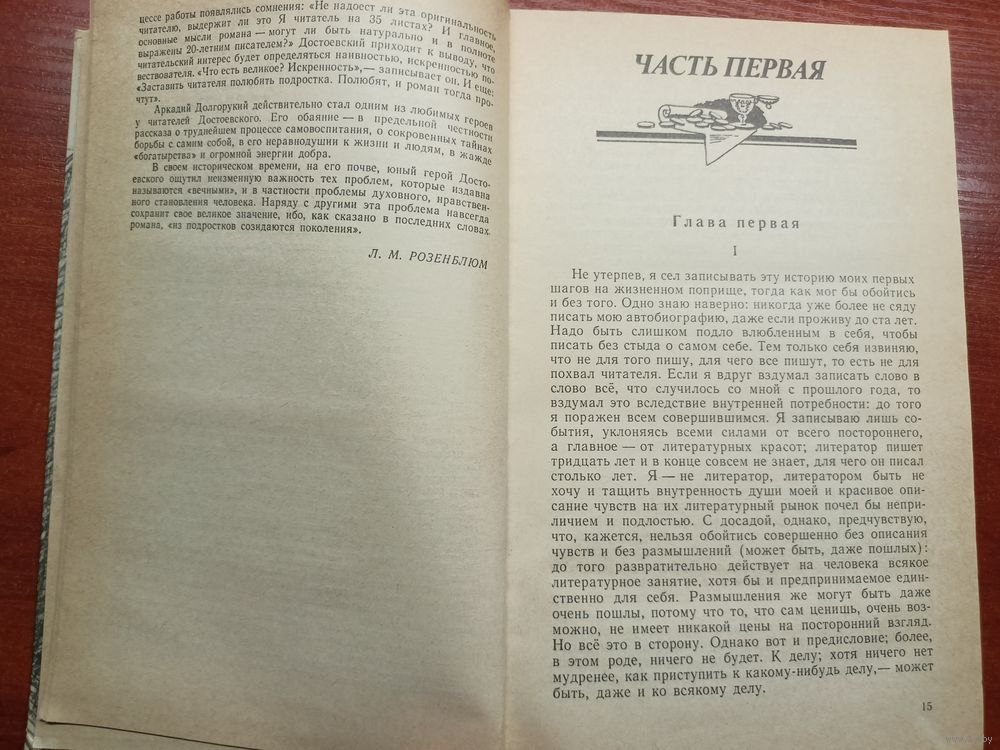 цессе работы появлялись сомнения: «Не надоест ли эта оригинальность
читателю, выдержит ли это Я читатель на 35 листах? И главное,
основные мысли романа — могут ли быть натурально и в полноте
выражены 20-летним писателем?» Достоевский приходит к выводу, что
читательский интерес будет определяться наивностью, искренностью по-
вествователя. «Что есть великое? Искренность»,— записывает он. И еще:
«Заставить читателя полюбить подростка. Полюбят, и роман тогда про-
чтут».
Аркадий Долгорукий действительно стал одним из любимых героев
у читателей Достоевского. Его обаяние — в предельной честности
рассказа о труднейшем процессе самовоспитания, о сокровенных тайнах
борьбы с самим собой, в его неравнодушии к жизни и людям, в жажде
«богатырства» и огромной энергии добра.
В своем историческом времени, на его почве, юный герой Досто-
евского ощутил неизменную важность тех проблем, которые издавна
называются «вечными», и в частности проблемы духовного, нравствен-
ного становления человека. Наряду с другими эта проблема навсегда
сохранит свое великое значение, ибо, как сказано в последних словах
романа, «из подростков созидаются поколения».
Л. М. РОЗЕНБЛЮМ
ЧАСТЬ ПЕРВАЯ
Глава первая
I
Не утерпев, я сел записывать эту историю моих первых
шагов на жизненном поприще, тогда как мог бы обойтись
и без того. Одно знаю наверно: никогда уже более не сяду
писать мою автобиографию, даже если проживу до ста лет.
Надо быть слишком подло влюбленным в себя, чтобы
писать без стыда о самом себе. Тем только себя извиняю,
что не для того пишу, для чего все пишут, то есть не для
похвал читателя. Если я вдруг вздумал записать слово в
слово всё, что случилось со мной с прошлого года, то
вздумал это вследствие внутренней потребности: до того
я поражен всем совершившимся. Я записываю лишь со-
бытия, уклоняясь всеми силами от всего постороннего,
а главное — от литературных красот; литератор пишет
тридцать лет и в конце совсем не знает, для чего он писал
столько лет. Я — не литератор, литератором быть не
хочу и тащить внутренность души моей и красивое опи-
сание чувств на их литературный рынок почел бы непри-
личием и подлостью. С досадой, однако, предчувствую,
что, кажется, нельзя обойтись совершенно без описания
чувств и без размышлений (может быть, даже пошлых):
до того развратительно действует на человека всякое
литературное занятие, хотя бы и предпринимаемое един-
ственно для себя. Размышления же могут быть даже
очень пошлы, потому что то, что сам ценишь, очень воз-
можно, не имеет никакой цены на посторонний взгляд.
Но всё это в сторону. Однако вот и предисловие; более,
в этом роде, ничего не будет. К делу; хотя ничего нет
мудренее, как приступить к какому-нибудь делу,— может
быть, даже и ко всякому делу.
15